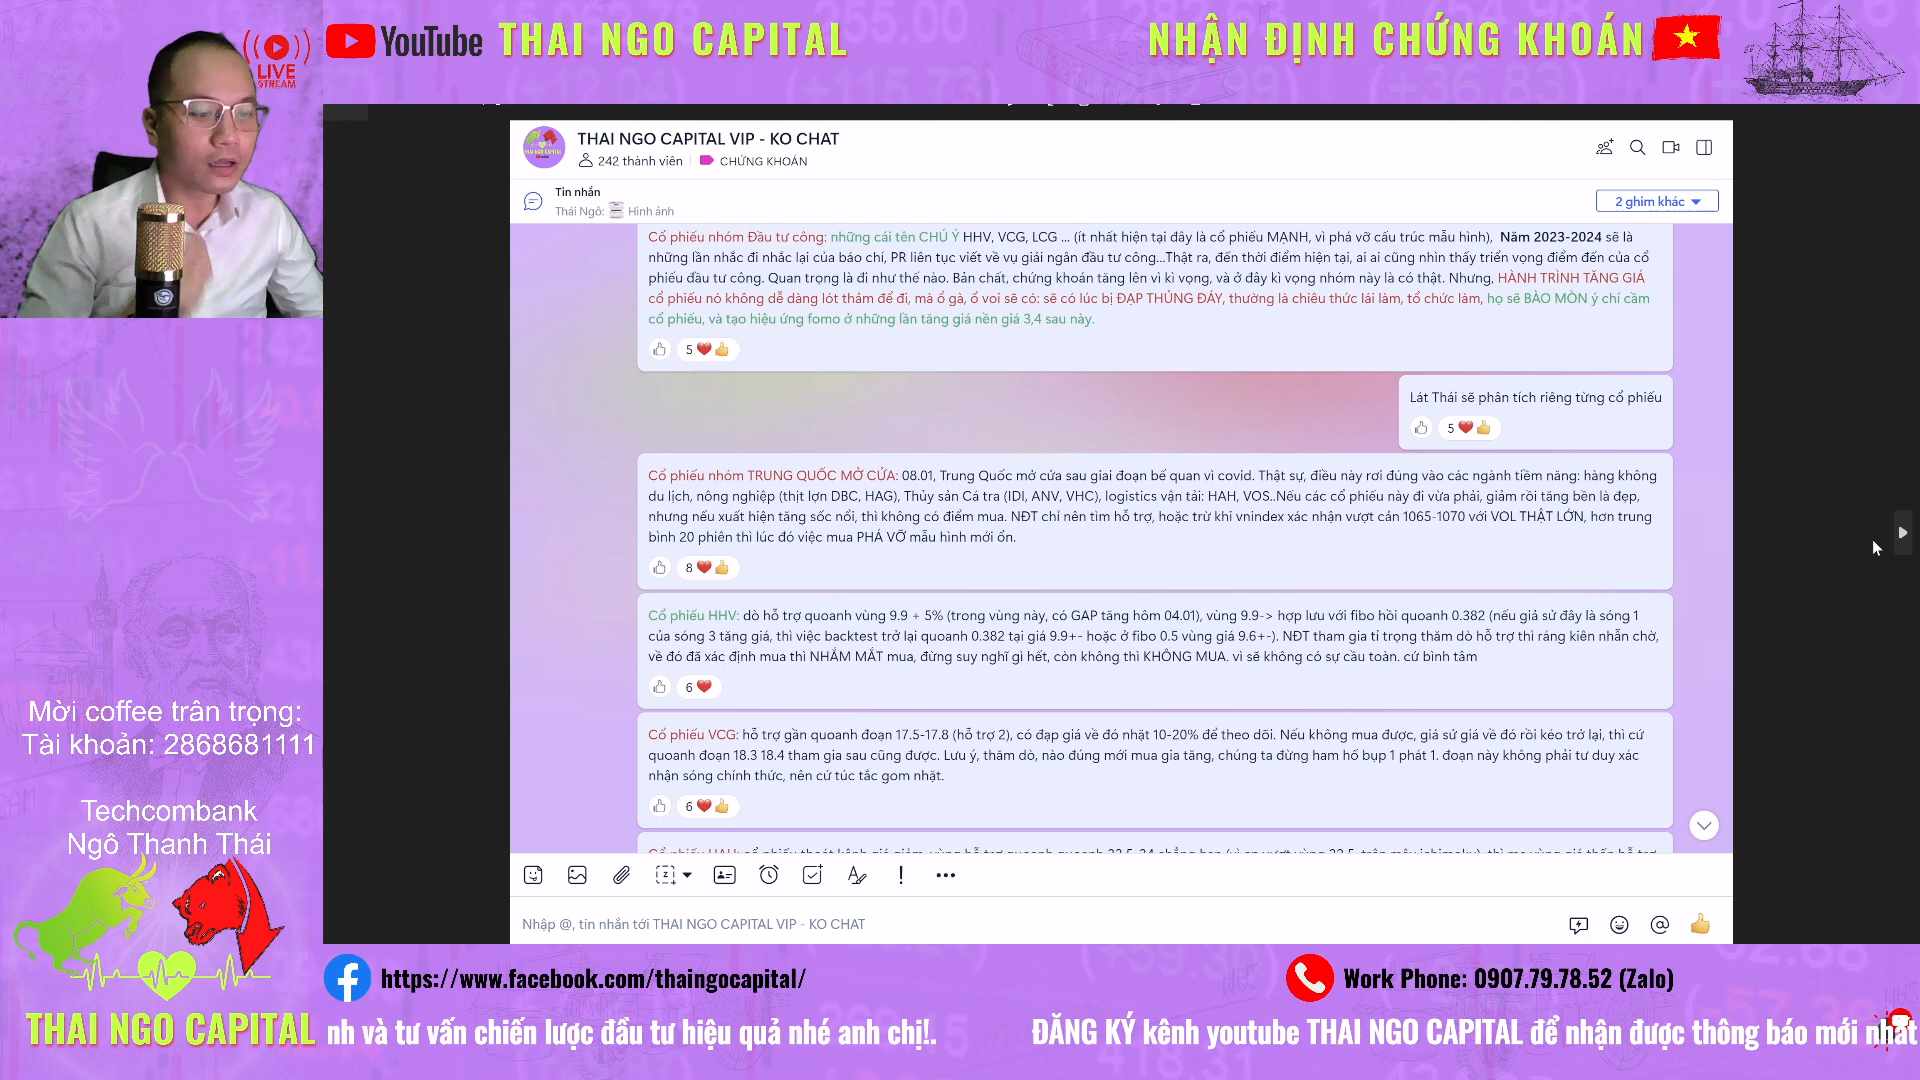 LIVE
STREAM
YouTube THAI NGO CAPITAL
NHẬN ĐỊNH CHỨNG KHOÁN
THAI NGO CAPITAL VIP - KO CHAT
242 thành viên
CHỨNG KHOÁN
Tin nhắn
Thái Ngô: Hình ảnh
2 ghim khác
Cổ phiếu nhóm Đầu tư công: những cái tên CHÚ Ý HHV, VCG, LCG ... (ít nhất hiện tại đây là cổ phiếu MẠNH, vì phá vỡ cấu trúc mẫu hình), Năm 2023-2024 sẽ là
những lần nhắc đi nhắc lại của báo chí, PR liên tục viết về vụ giải ngân đầu tư công...Thật ra, đến thời điểm hiện tại, ai ai cũng nhìn thấy triển vọng điểm đến của cổ
phiếu đầu tư công. Quan trọng là đi như thế nào. Bản chất, chứng khoán tăng lên vì kì vọng, và ở đây kì vọng nhóm này là có thật. Nhưng, HÀNH TRÌNH TĂNG GIÁ
cổ phiếu nó không dễ dàng lót thảm để đi, mà ổ gà, ổ voi sẽ có: sẽ có lúc bị ĐẠP THỦNG ĐÁY, thường là chiêu thức lái làm, tổ chức làm, họ sẽ BÀO MÒN ý chí cầm
cổ phiếu, và tạo hiệu ứng fomo ở những lần tăng giá nền giá 3,4 sau này.
5
Lát Thái sẽ phân tích riêng từng cổ phiếu
5
Cổ phiếu nhóm TRUNG QUỐC MỞ CỬA: 08.01, Trung Quốc mở cửa sau giai đoạn bế quan vì covid. Thật sự, điều này rơi đúng vào các ngành tiềm năng: hàng không
du lịch, nông nghiệp (thịt lợn DBC, HAG), Thủy sản Cá tra (IDI, ANV, VHC), logistics vận tải: HAH, VOS..Nếu các cổ phiếu này đi vừa phải, giảm rồi tăng bền là đẹp,
nhưng nếu xuất hiện tăng sốc nổi, thì không có điểm mua. NĐT chỉ nên tìm hỗ trợ, hoặc trừ khi vnindex xác nhận vượt cản 1065-1070 với VOL THẬT LỚN, hơn trung
bình 20 phiên thì lúc đó việc mua PHÁ VỠ mẫu hình mới ổn.
8
Cổ phiếu HHV: dò hỗ trợ quoanh vùng 9.9 + 5% (trong vùng này, có GAP tăng hôm 04.01), vùng 9.9-> hợp lưu với fibo hồi quoanh 0.382 (nếu giả sử đây là sóng 1
của sóng 3 tăng giá, thì việc backtest trở lại quoanh 0.382 tại giá 9.9+- hoặc ở fibo 0.5 vùng giá 9.6+-). NĐT tham gia tỉ trọng thăm dò hỗ trợ thì ráng kiên nhẫn chờ,
về đó đã xác định mua thì NHẮM MẮT mua, đừng suy nghĩ gì hết, còn không thì KHÔNG MUA. vì sẽ không có sự cầu toàn. cứ bình tâm
6
Cổ phiếu VCG: hỗ trợ gần quoanh đoạn 17.5-17.8 (hỗ trợ 2), có đạp giá về đó nhặt 10-20% để theo dõi. Nếu không mua được, giả sử giá về đó rồi kéo trở lại, thì cứ
quoanh đoạn 18.3 18.4 tham gia sau cũng được. Lưu ý, thăm dò, nào đúng mới mua gia tăng, chúng ta đừng ham hố bụp 1 phát 1. đoạn này không phải tư duy xác
nhận sóng chính thức, nên cứ túc tắc gom nhặt.
6
Nhập @, tin nhắn tới THAI NGO CAPITAL VIP - KO CHAT
Mời coffee trân trọng:
Tài khoản: 2868681111
Techcombank
Ngô Thanh Thái
https://www.facebook.com/thaingocapital/
Work Phone: 0907.79.78.52 (Zalo)
THAI NGO CAPITAL
nh và tư vấn chiến lược đầu tư hiệu quả nhé anh chị!. ĐĂNG KÝ kênh youtube THAI NGO CAPITAL để nhận được thông báo mới nhất